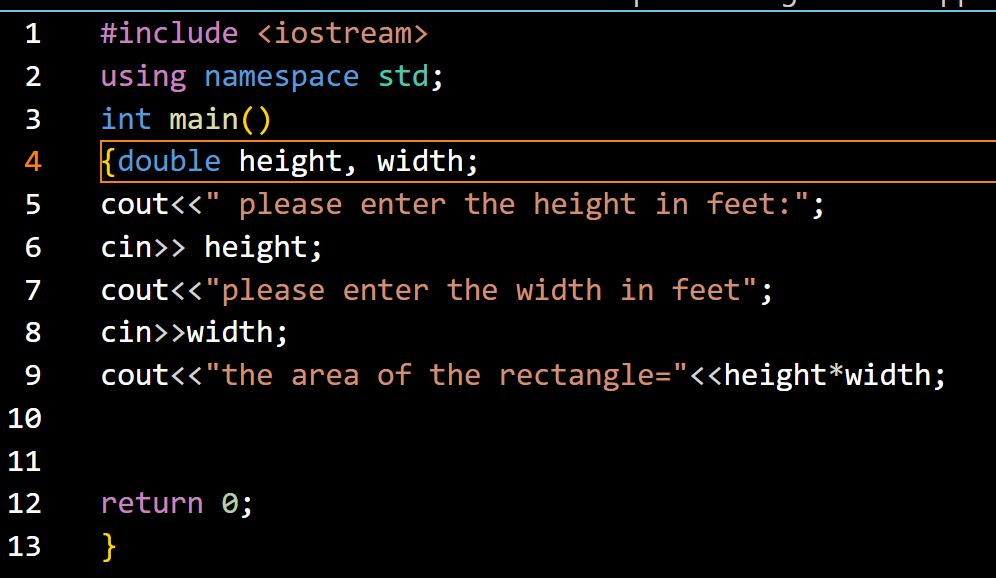 1 #include <iostream>
2 using namespace std;
3 int main()
4 {double height, width;
5 cout<<" please enter the height in feet:";
6 cin>> height;
7 cout<<"please enter the width in feet";
8 cin>>width;
9 cout<<"the area of the rectangle="<<height*width;
10
11
12 return 0;
13 }